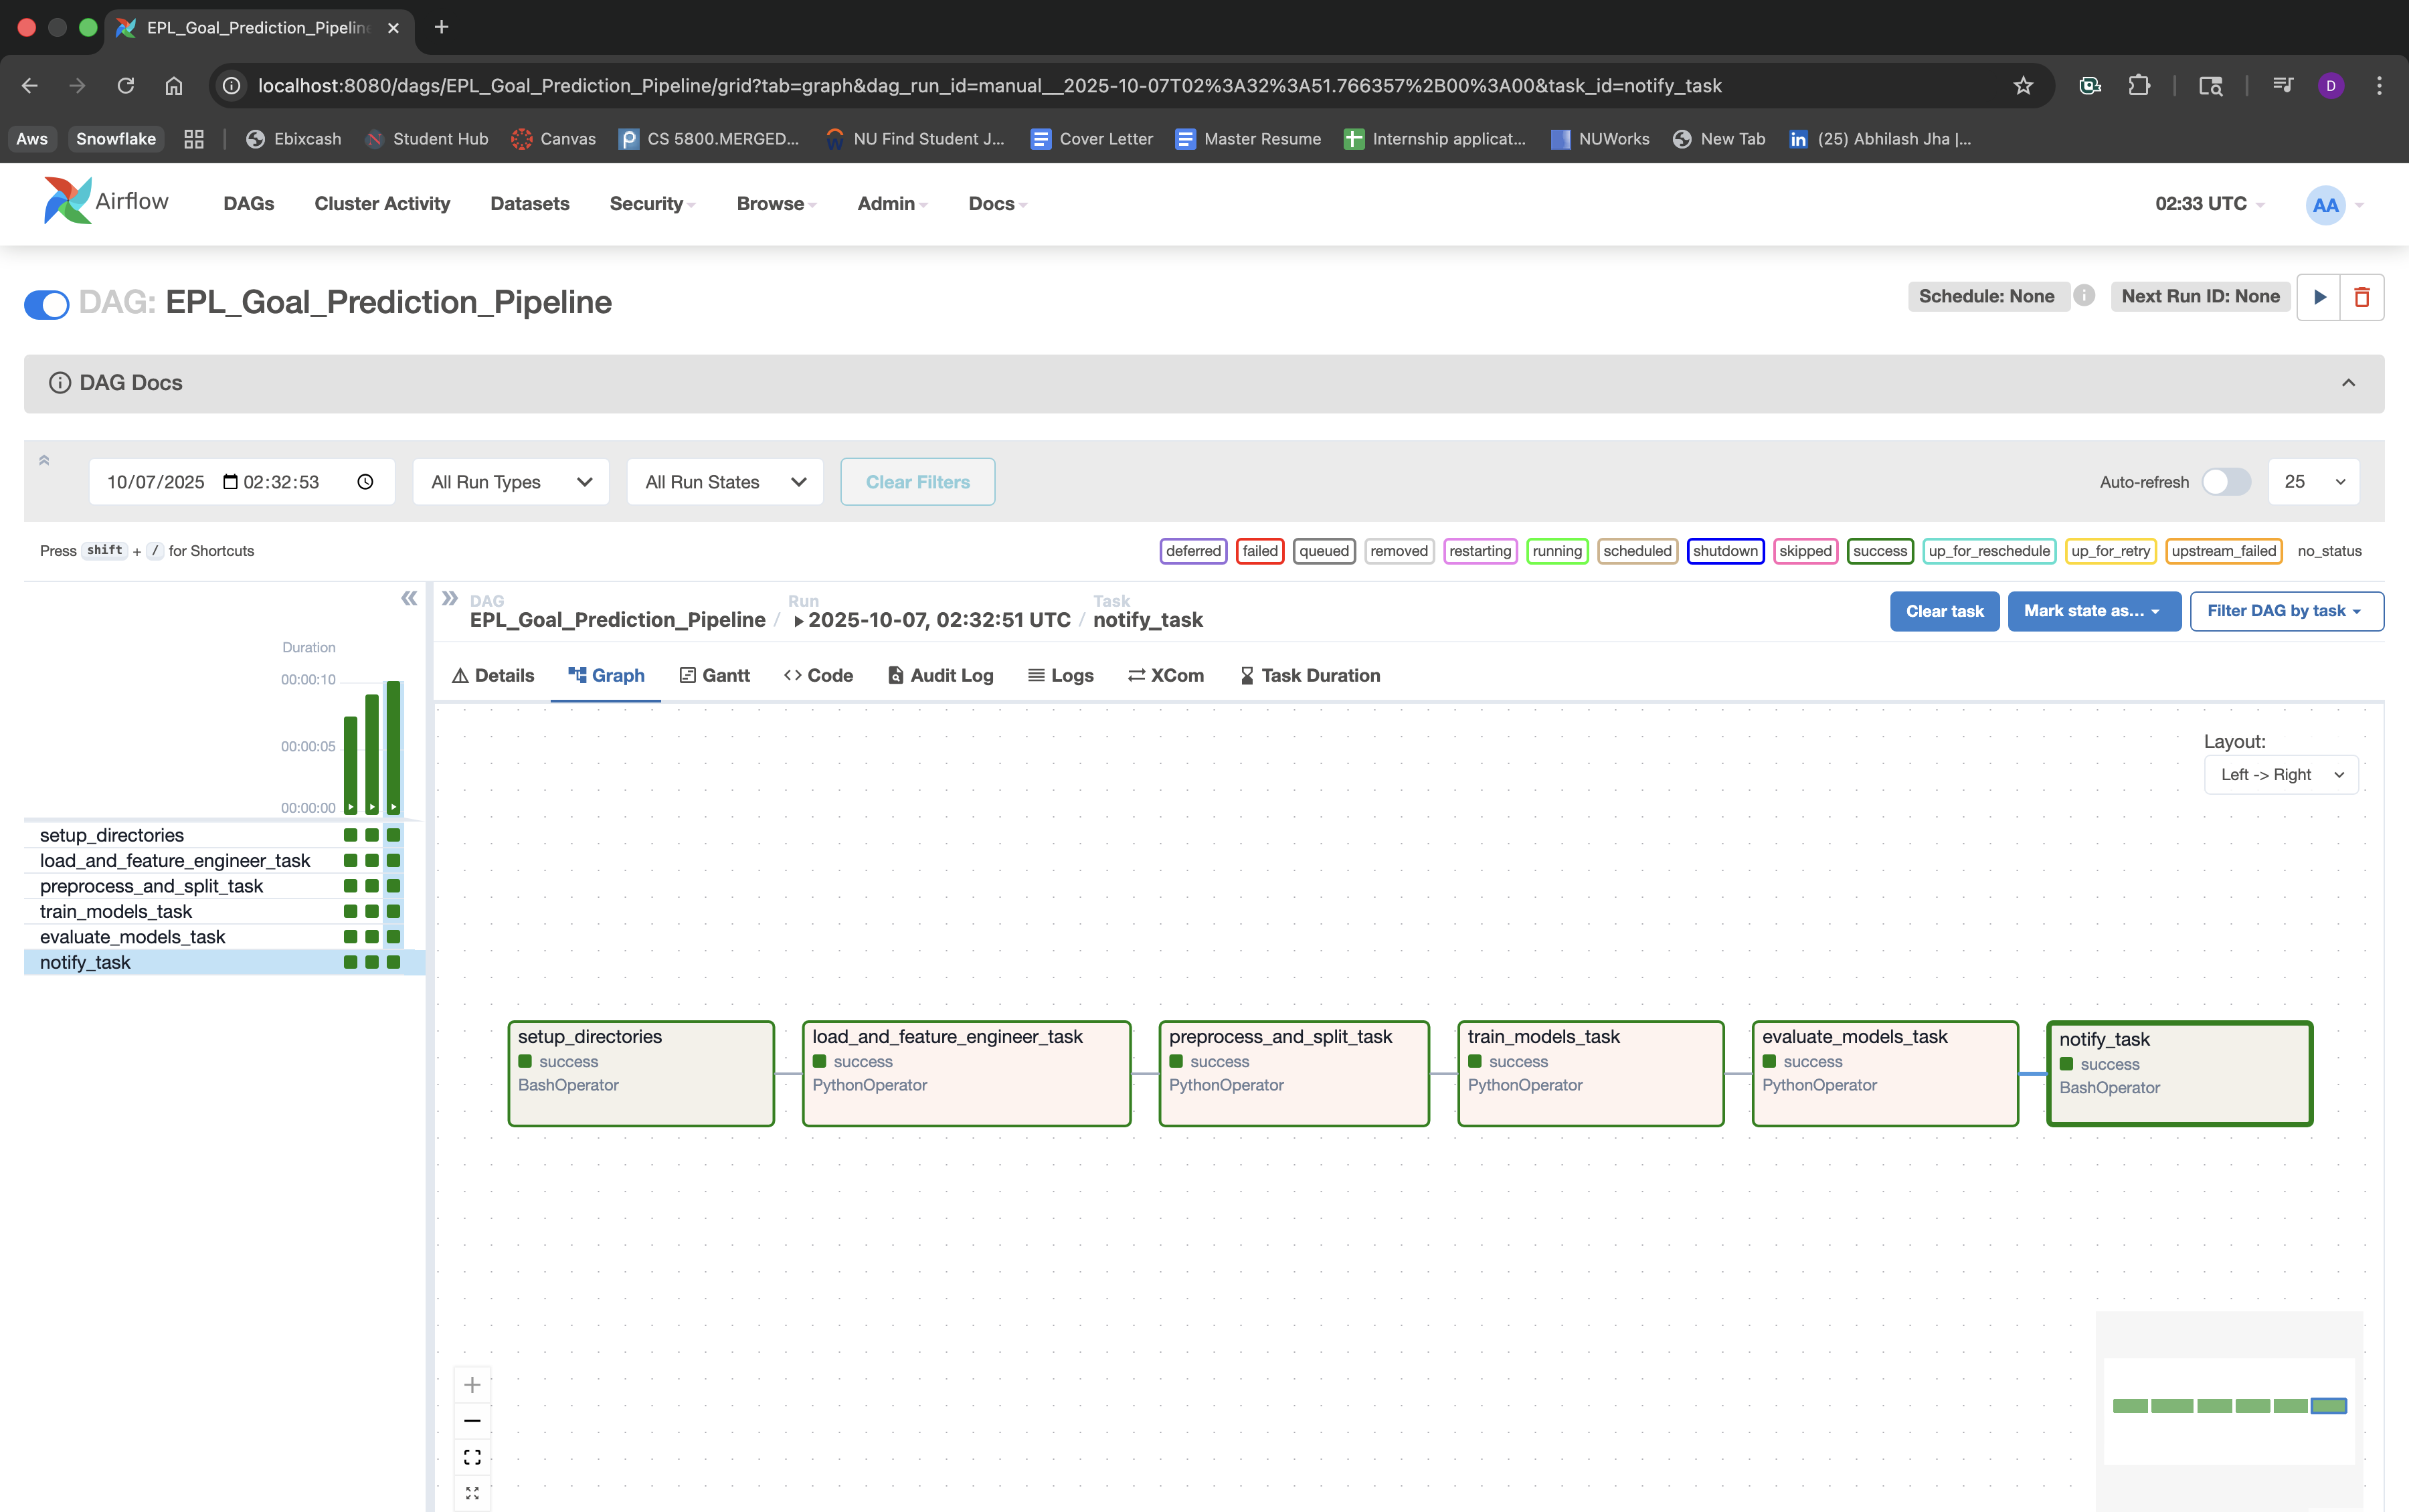 EPL_Goal_Prediction_Pipeline
localhost:8080/dags/EPL_Goal_Prediction_Pipeline/grid?tab=graph&dag_run_id=manual__2025-10-07T02%3A32%3A51.766357%2B00%3A00&task_id=notify_task
D
Aws Snowflake Ebixcash Student Hub Canvas CS 5800.MERGED... NU Find Student J... Cover Letter Master Resume Internship applicat... NUWorks New Tab (25) Abhilash Jha |...
Airflow DAGs Cluster Activity Datasets Security Browse Admin Docs 02:33 UTC AA
DAG: EPL_Goal_Prediction_Pipeline Schedule: None Next Run ID: None
DAG Docs
10/07/2025 02:32:53 All Run Types All Run States Clear Filters Auto-refresh 25
Press shift + / for Shortcuts deferred failed queued removed restarting running scheduled shutdown skipped success up_for_reschedule up_for_retry upstream_failed no_status
DAG Run Task
EPL_Goal_Prediction_Pipeline / 2025-10-07, 02:32:51 UTC / notify_task Clear task Mark state as... Filter DAG by task
Details Graph Gantt Code Audit Log Logs XCom Task Duration
Duration
00:00:10
00:00:05
00:00:00
setup_directories
load_and_feature_engineer_task
preprocess_and_split_task
train_models_task
evaluate_models_task
notify_task
Layout:
Left -> Right
setup_directories
success
BashOperator
load_and_feature_engineer_task
success
PythonOperator
preprocess_and_split_task
success
PythonOperator
train_models_task
success
PythonOperator
evaluate_models_task
success
PythonOperator
notify_task
success
BashOperator